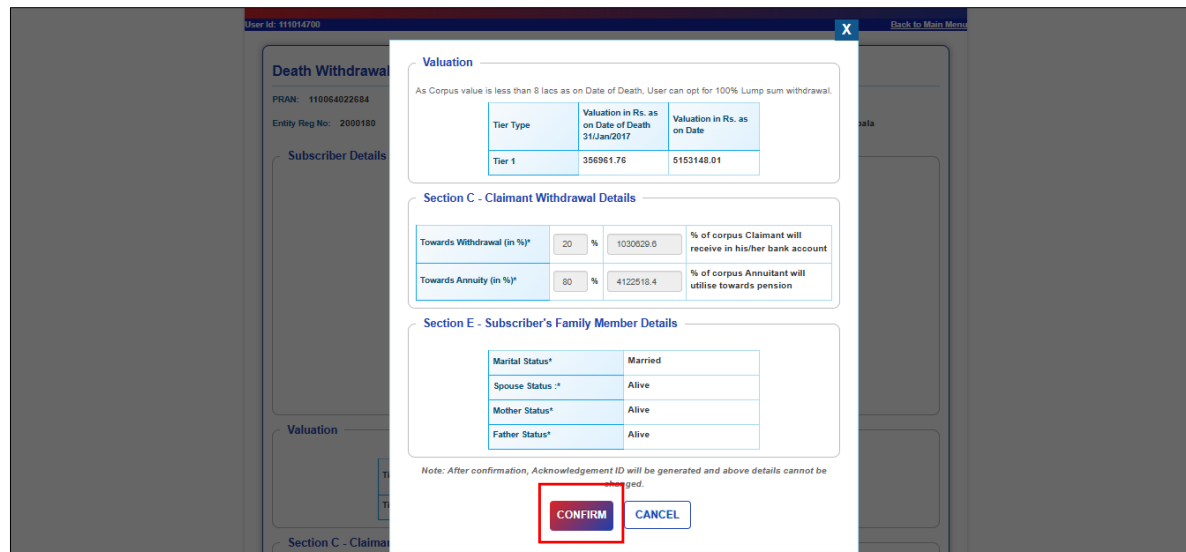 User Id: 111014700
Back to Main Menu
X
Death Withdrawal
PRAN: 110064022684
Entity Reg No: 2000180
Subscriber Details
Valuation
As Corpus value is less than 8 lacs as on Date of Death, User can opt for 100% Lump sum withdrawal.
Tier Type
Valuation in Rs. as
on Date of Death
31/Jan/2017
Valuation in Rs. as
on Date
Tier 1
356961.76
5153148.01
Section C - Claimant Withdrawal Details
Towards Withdrawal (in %)*
20
%
1030629.6
% of corpus Claimant will
receive in his/her bank account
Towards Annuity (in %)*
80
%
4122518.4
% of corpus Annuitant will
utilise towards pension
Section E - Subscriber's Family Member Details
Marital Status*
Married
Spouse Status :*
Alive
Mother Status*
Alive
Father Status*
Alive
Valuation
Note: After confirmation, Acknowledgement ID will be generated and above details cannot be
changed.
CONFIRM
CANCEL
Section C - Claima